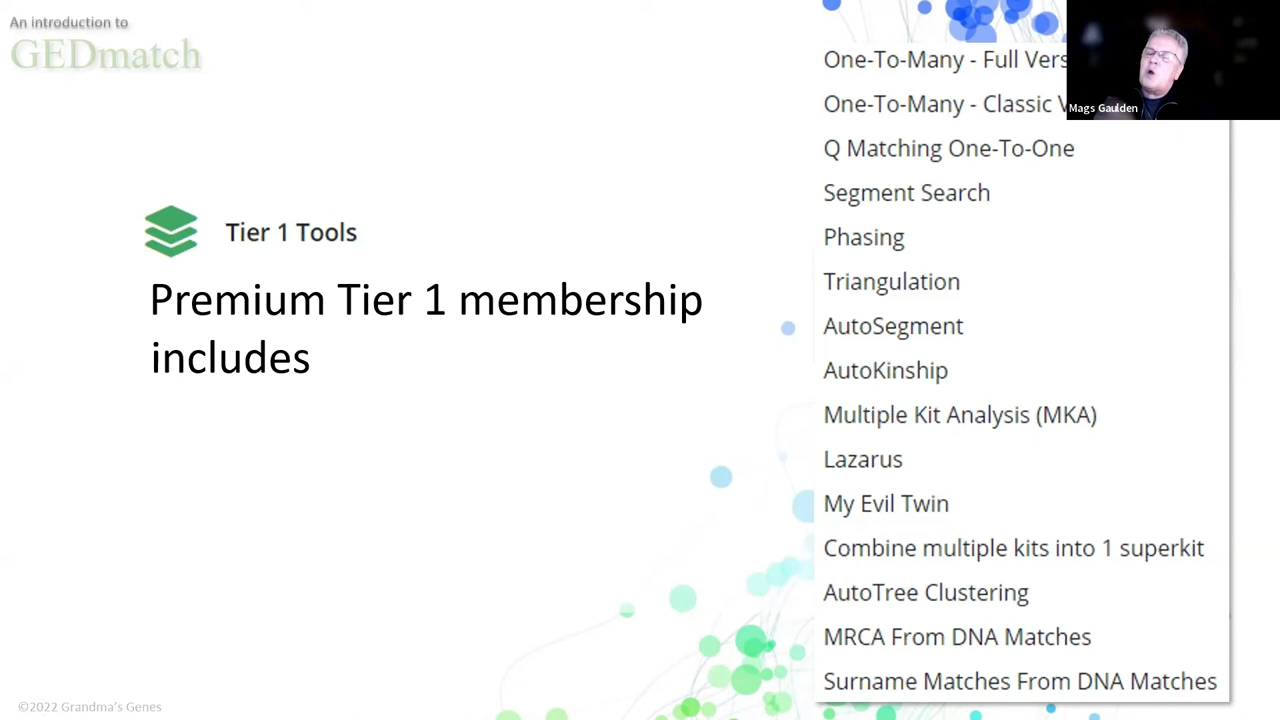 An introduction to
GEDmatch
Mags Gaulden
Tier 1 Tools
Premium Tier 1 membership
includes
One-To-Many - Full Vers
One-To-Many - Classic
Q Matching One-To-One
Segment Search
Phasing
Triangulation
AutoSegment
AutoKinship
Multiple Kit Analysis (MKA)
Lazarus
My Evil Twin
Combine multiple kits into 1 superkit
AutoTree Clustering
MRCA From DNA Matches
Surname Matches From DNA Matches
©2022 Grandma's Genes